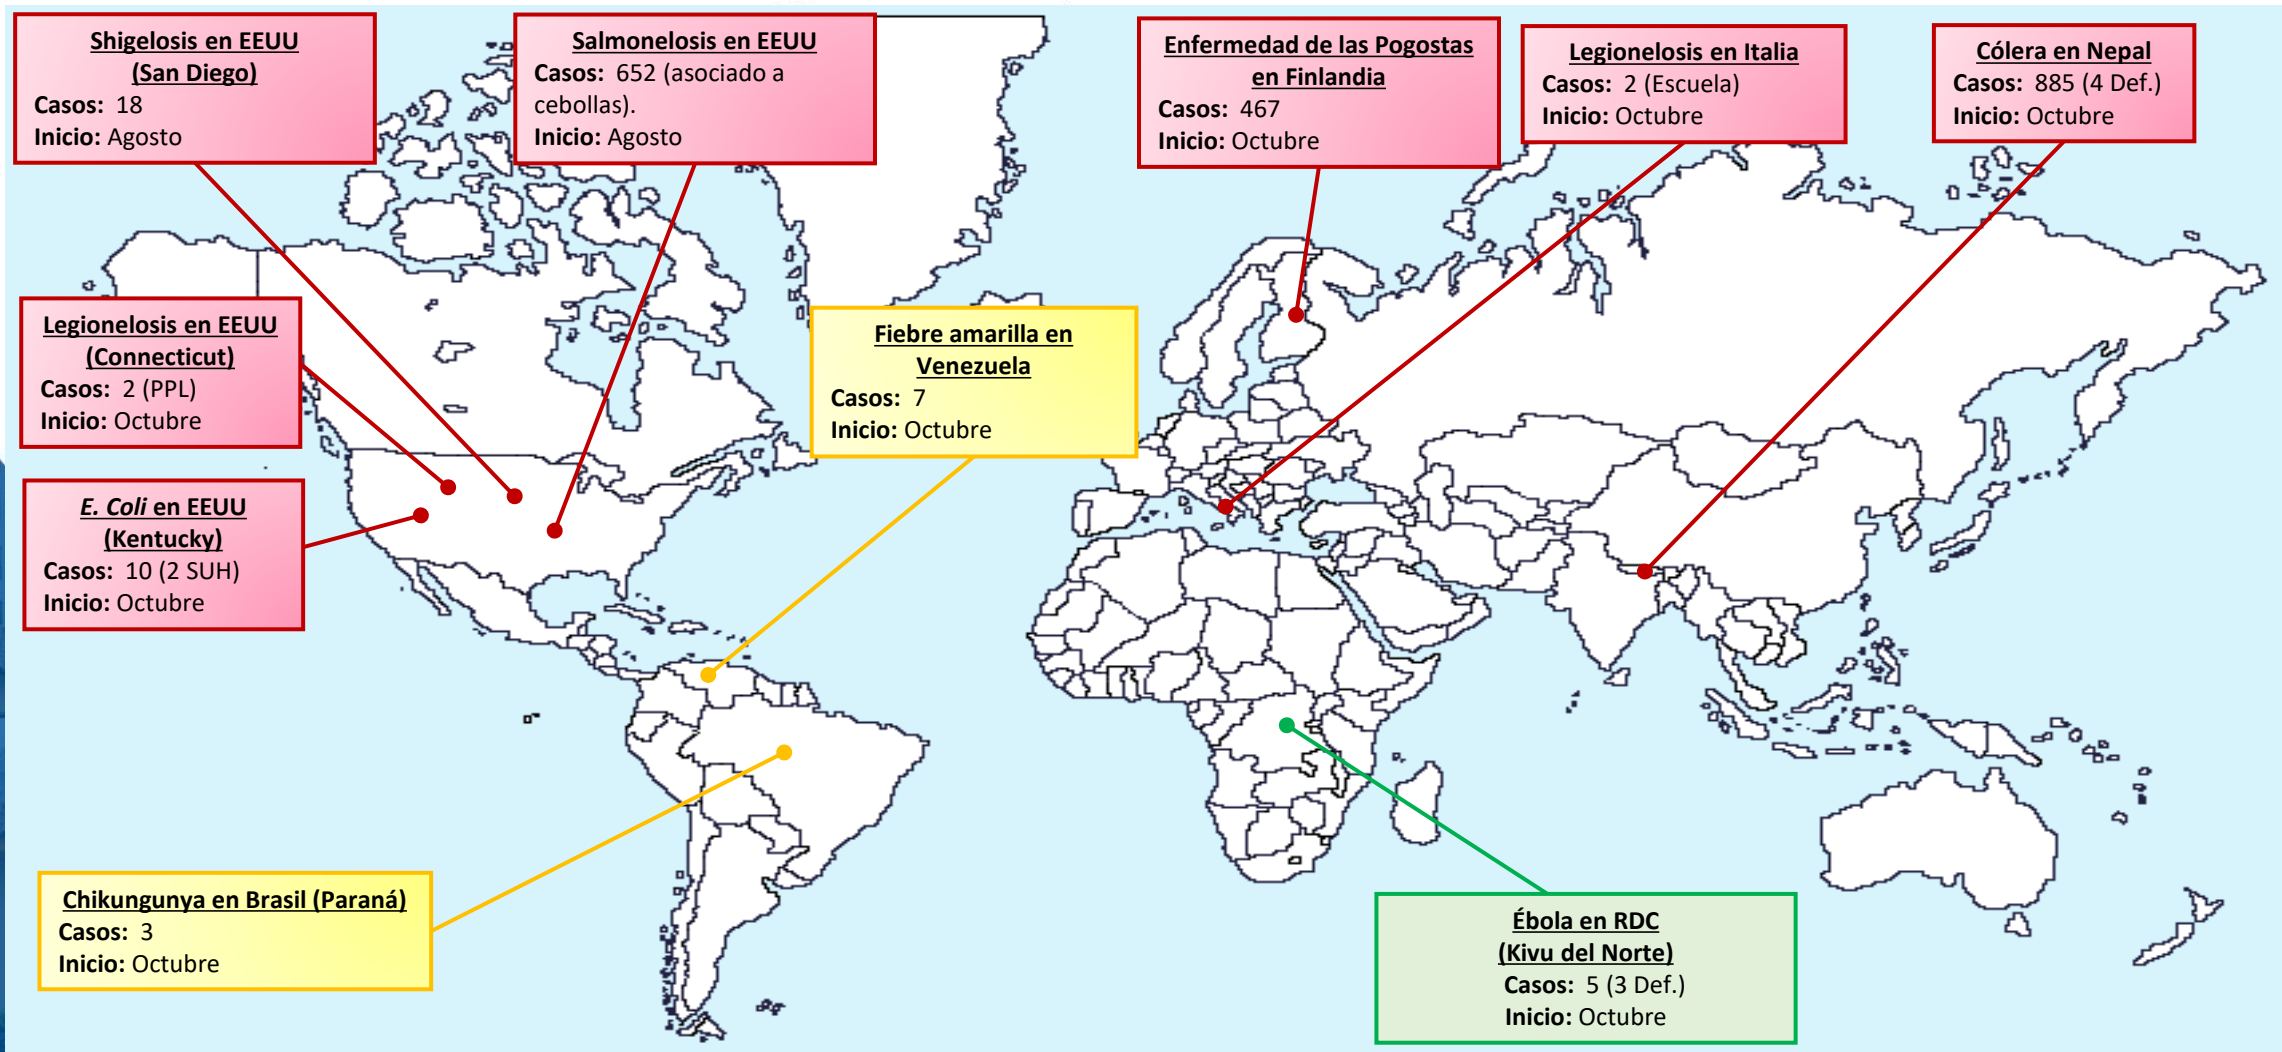 Shigelosis en EEUU
(San Diego)
Casos: 18
Inicio: Agosto
Salmonelosis en EEUU
Casos: 652 (asociado a
cebollas).
Inicio: Agosto
Enfermedad de las Pogostas
en Finlandia
Casos: 467
Inicio: Octubre
Legionelosis en Italia
Casos: 2 (Escuela)
Inicio: Octubre
Cólera en Nepal
Casos: 885 (4 Def.)
Inicio: Octubre
Legionelosis en EEUU
(Connecticut)
Casos: 2 (PPL)
Inicio: Octubre
Fiebre amarilla en
Venezuela
Casos: 7
Inicio: Octubre
E. Coli en EEUU
(Kentucky)
Casos: 10 (2 SUH)
Inicio: Octubre
Chikungunya en Brasil (Paraná)
Casos: 3
Inicio: Octubre
Ébola en RDC
(Kivu del Norte)
Casos: 5 (3 Def.)
Inicio: Octubre